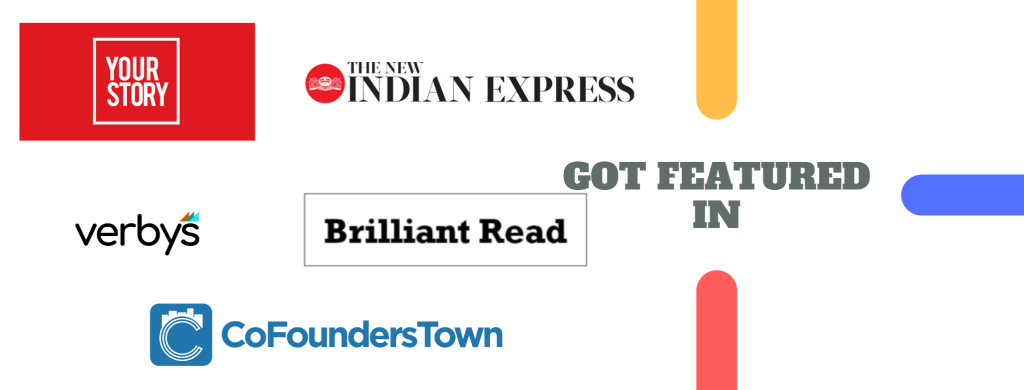 YOUR
STORY
THE NEW
INDIAN EXPRESS
GOT FEATURED
IN
verbys
Brilliant Read
CoFoundersTown